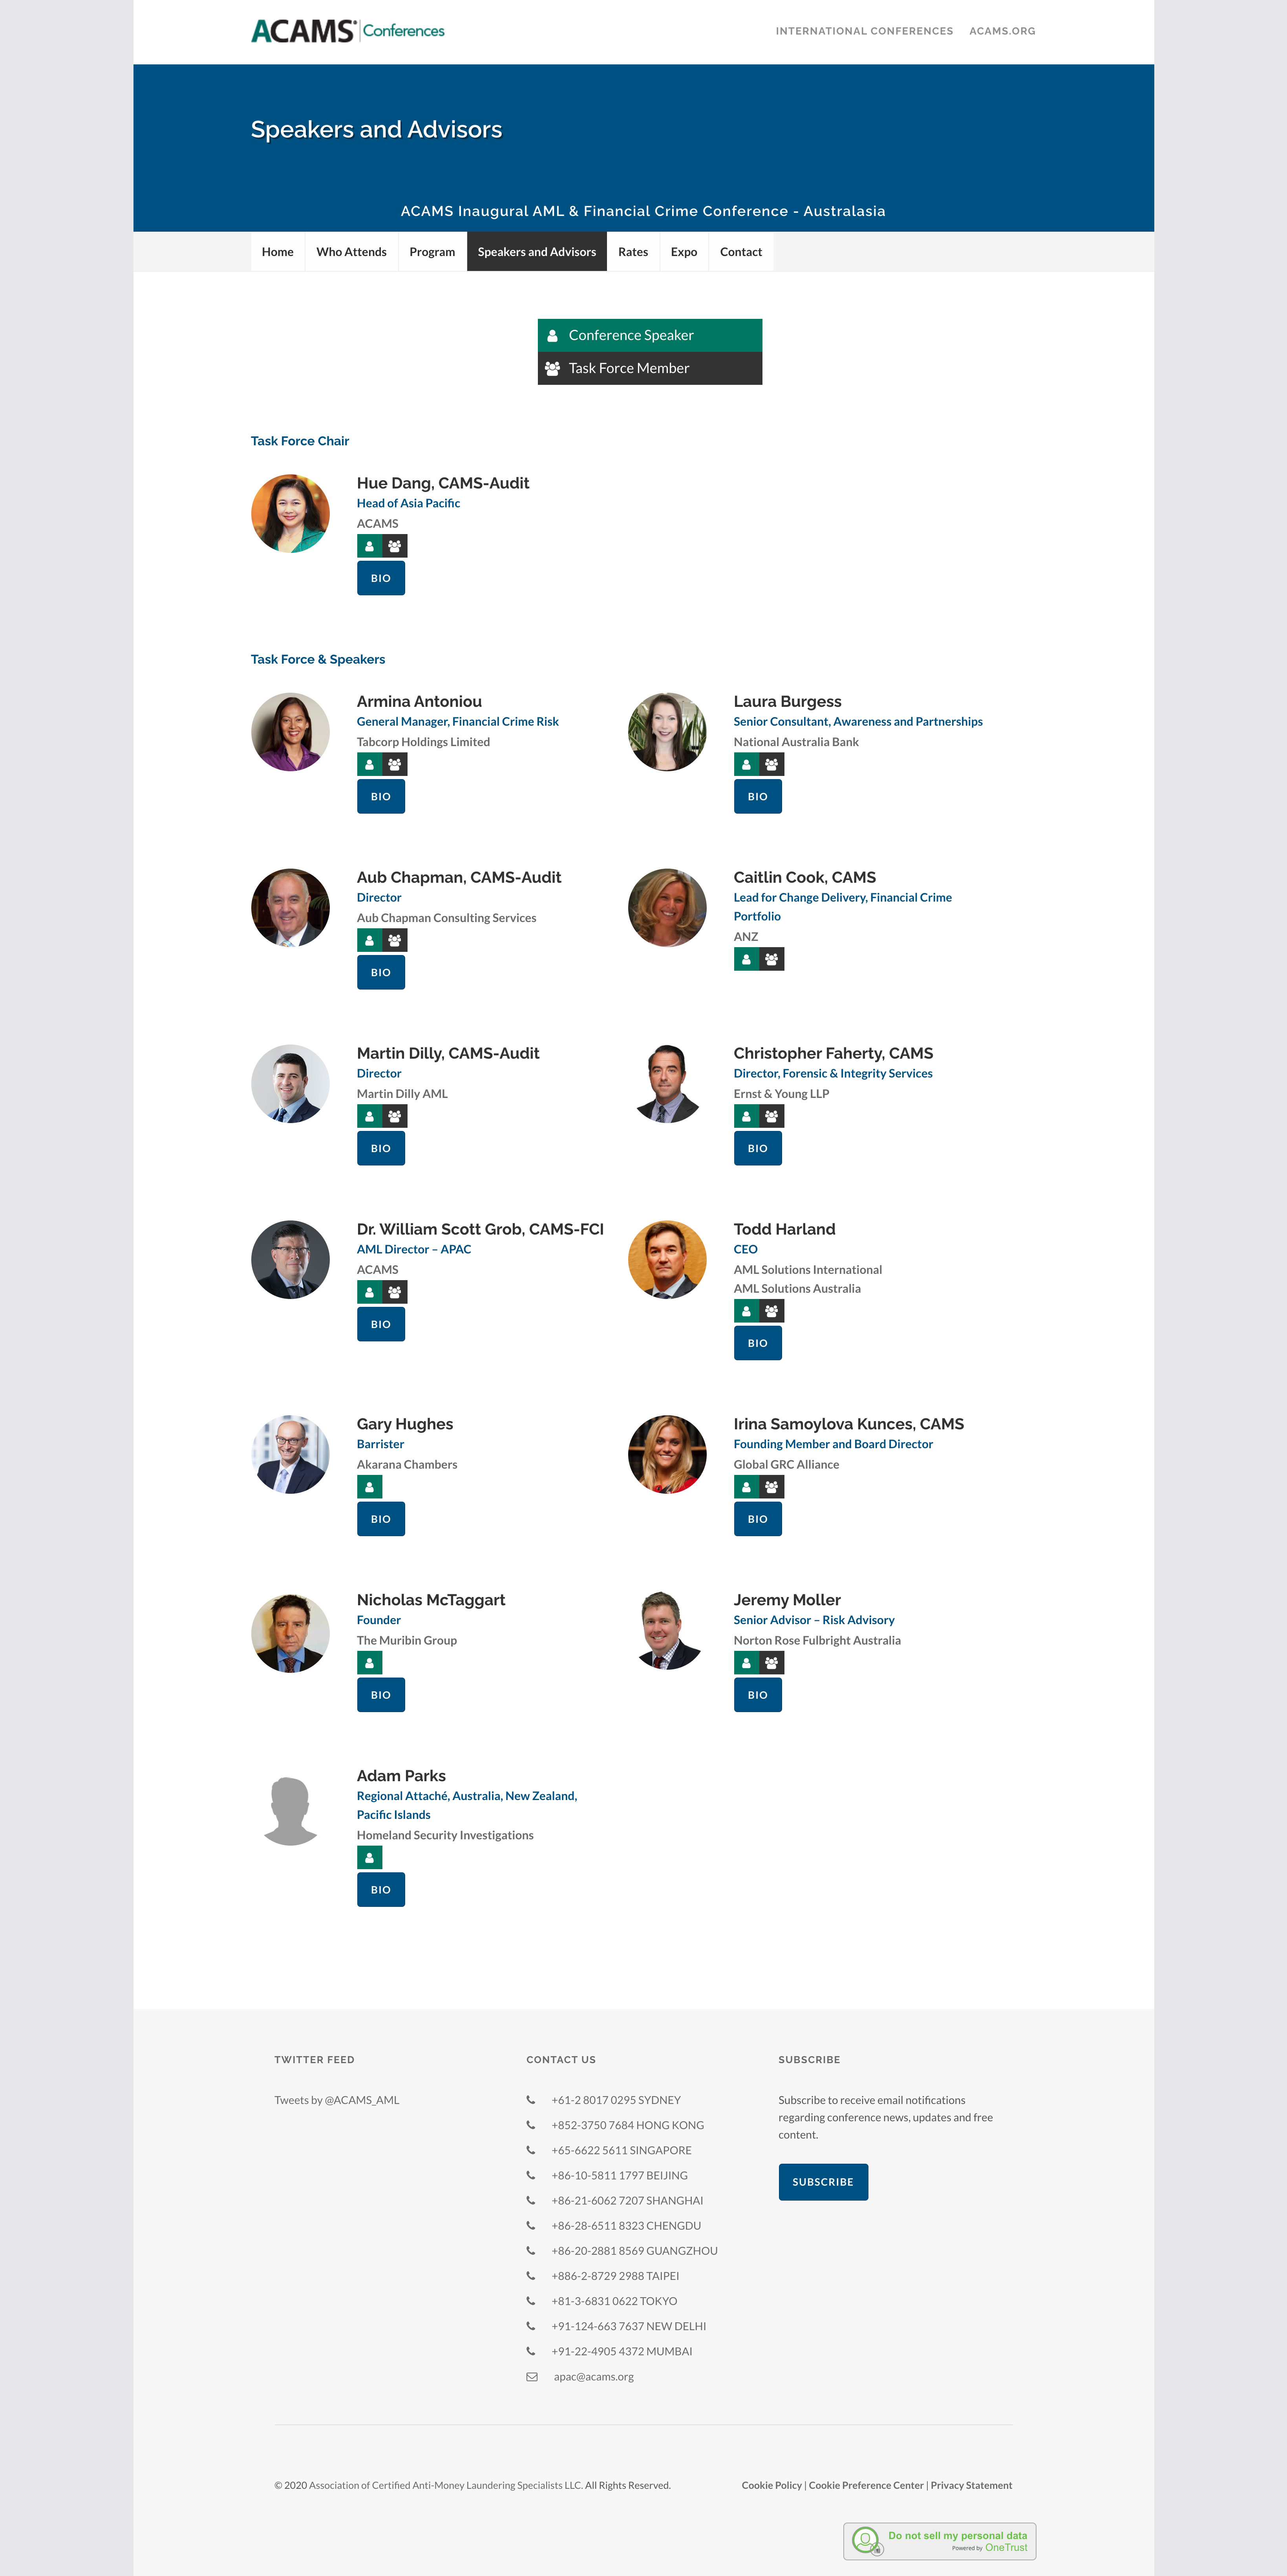 ACAMS® Conferences
INTERNATIONAL CONFERENCES ACAMS.ORG
Speakers and Advisors
ACAMS Inaugural AML & Financial Crime Conference - Australasia
Home Who Attends Program Speakers and Advisors Rates Expo Contact
Conference Speaker
Task Force Member
Task Force Chair
Hue Dang, CAMS-Audit
Head of Asia Pacific
ACAMS
BIO
Task Force & Speakers
Armina Antoniou
General Manager, Financial Crime Risk
Tabcorp Holdings Limited
BIO
Laura Burgess
Senior Consultant, Awareness and Partnerships
National Australia Bank
BIO
Aub Chapman, CAMS-Audit
Director
Aub Chapman Consulting Services
BIO
Caitlin Cook, CAMS
Lead for Change Delivery, Financial Crime
Portfolio
ANZ
Martin Dilly, CAMS-Audit
Director
Martin Dilly AML
BIO
Christopher Faherty, CAMS
Director, Forensic & Integrity Services
Ernst & Young LLP
BIO
Dr. William Scott Grob, CAMS-FCI
AML Director – APAC
ACAMS
BIO
Todd Harland
CEO
AML Solutions International
AML Solutions Australia
BIO
Gary Hughes
Barrister
Akarana Chambers
BIO
Irina Samoylova Kunces, CAMS
Founding Member and Board Director
Global GRC Alliance
BIO
Nicholas McTaggart
Founder
The Muribin Group
BIO
Jeremy Moller
Senior Advisor – Risk Advisory
Norton Rose Fulbright Australia
BIO
Adam Parks
Regional Attaché, Australia, New Zealand,
Pacific Islands
Homeland Security Investigations
BIO
TWITTER FEED
Tweets by @ACAMS_AML
CONTACT US
+61-2 8017 0295 SYDNEY
+852-3750 7684 HONG KONG
+65-6622 5611 SINGAPORE
+86-10-5811 1797 BEIJING
+86-21-6062 7207 SHANGHAI
+86-28-6511 8323 CHENGDU
+86-20-2881 8569 GUANGZHOU
+886-2-8729 2988 TAIPEI
+81-3-6831 0622 TOKYO
+91-124-663 7637 NEW DELHI
+91-22-4905 4372 MUMBAI
apac@acams.org
SUBSCRIBE
Subscribe to receive email notifications
regarding conference news, updates and free
content.
SUBSCRIBE
© 2020 Association of Certified Anti-Money Laundering Specialists LLC. All Rights Reserved.
Cookie Policy | Cookie Preference Center | Privacy Statement
Do not sell my personal data
Powered by OneTrust